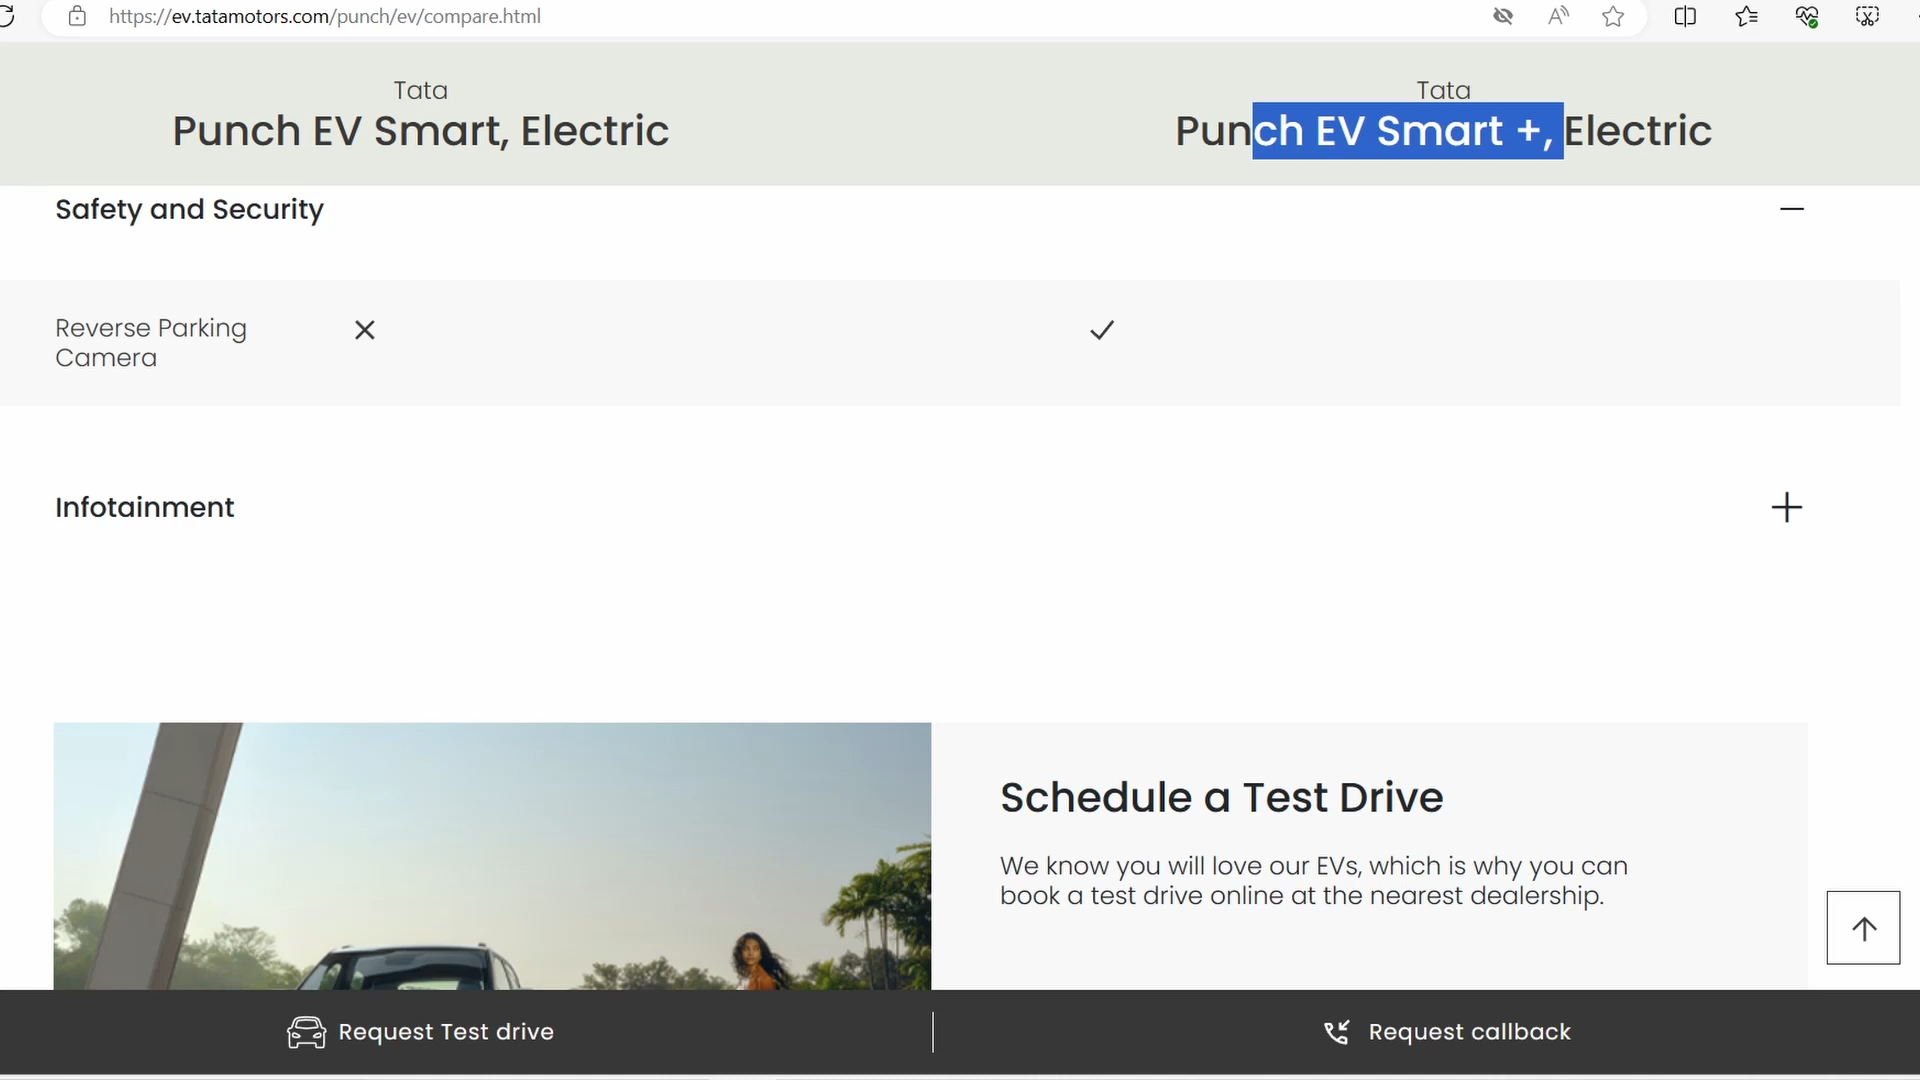 https://ev.tatamotors.com/punch/ev/compare.html
Tata
Punch EV Smart, Electric
Tata
Punch EV Smart +, Electric
Safety and Security
Reverse Parking
Camera
Infotainment
Schedule a Test Drive
We know you will love our EVs, which is why you can
book a test drive online at the nearest dealership.
Request Test drive
Request callback